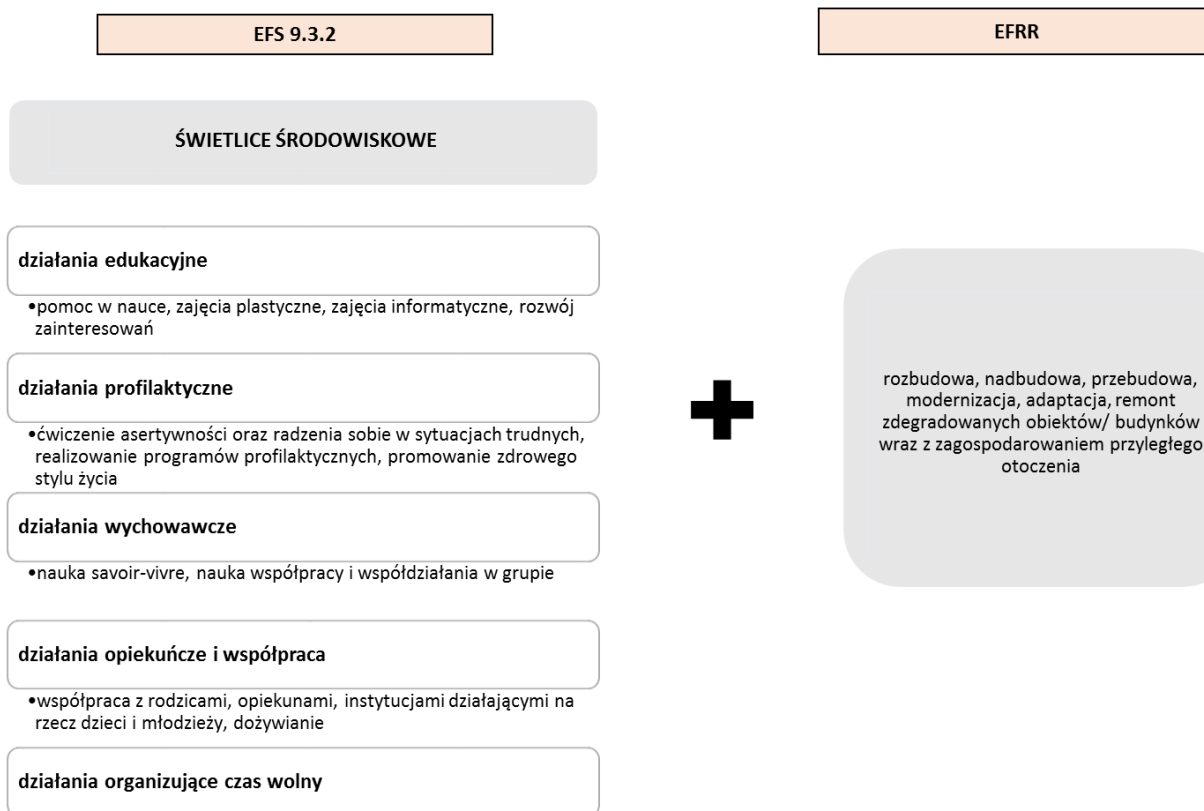 EFS 9.3.2
ŚWIETLICE ŚRODOWISKOWE
działania edukacyjne
•pomoc w nauce, zajęcia plastyczne, zajęcia informatyczne, rozwój
zainteresowań
działania profilaktyczne
•ćwiczenie asertywności oraz radzenia sobie w sytuacjach trudnych,
realizowanie programów profilaktycznych, promowanie zdrowego
stylu życia
działania wychowawcze
•nauka savoir-vivre, nauka współpracy i współdziałania w grupie
działania opiekuńcze i współpraca
•współpraca z rodzicami, opiekunami, instytucjami działającymi na
rzecz dzieci i młodzieży, dożywianie
działania organizujące czas wolny
+
EFRR
rozbudowa, nadbudowa, przebudowa,
modernizacja, adaptacja, remont
zdegradowanych obiektów/ budynków
wraz z zagospodarowaniem przyległego
otoczenia